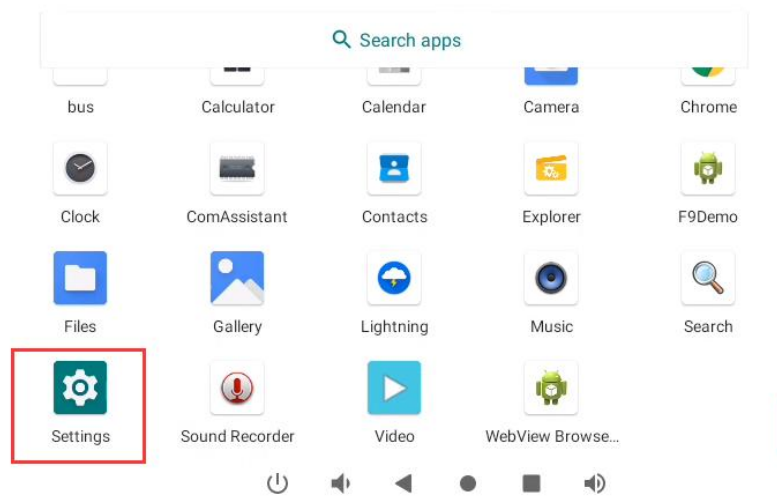 Search apps
bus Calculator Calendar Camera Chrome
Clock ComAssistant Contacts Explorer F9Demo
Files Gallery Lightning Music Search
Settings Sound Recorder Video WebView Browse...